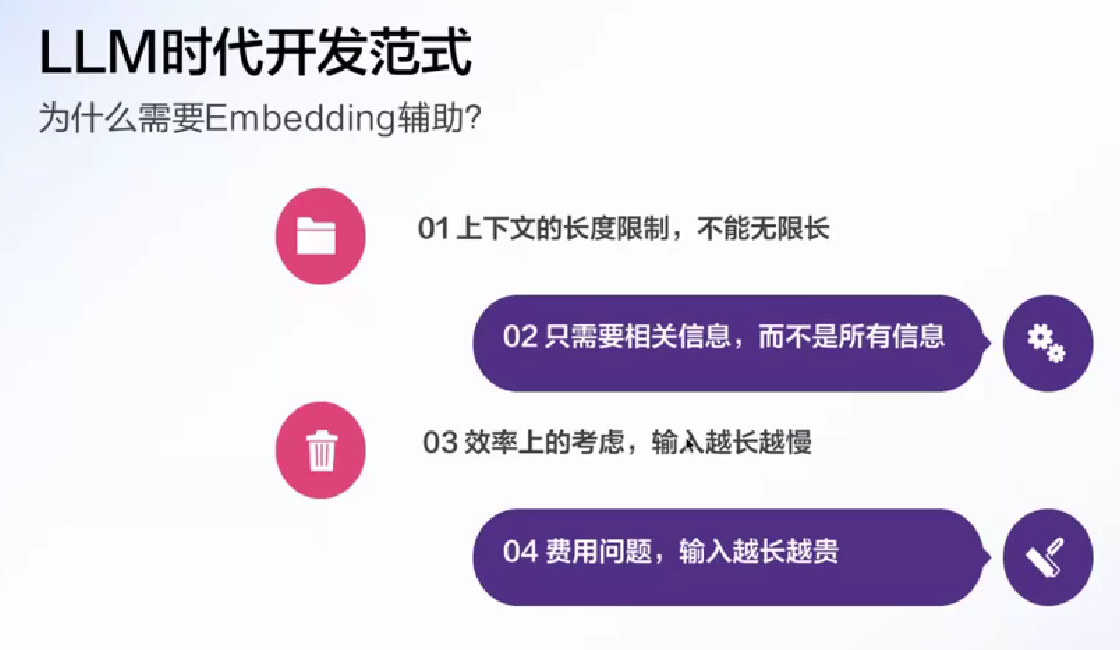 LLM时代开发范式
为什么需要Embedding辅助?
01 上下文的长度限制，不能无限长
02 只需要相关信息，而不是所有信息
03 效率上的考虑，输入越长越慢
04 费用问题，输入越长越贵